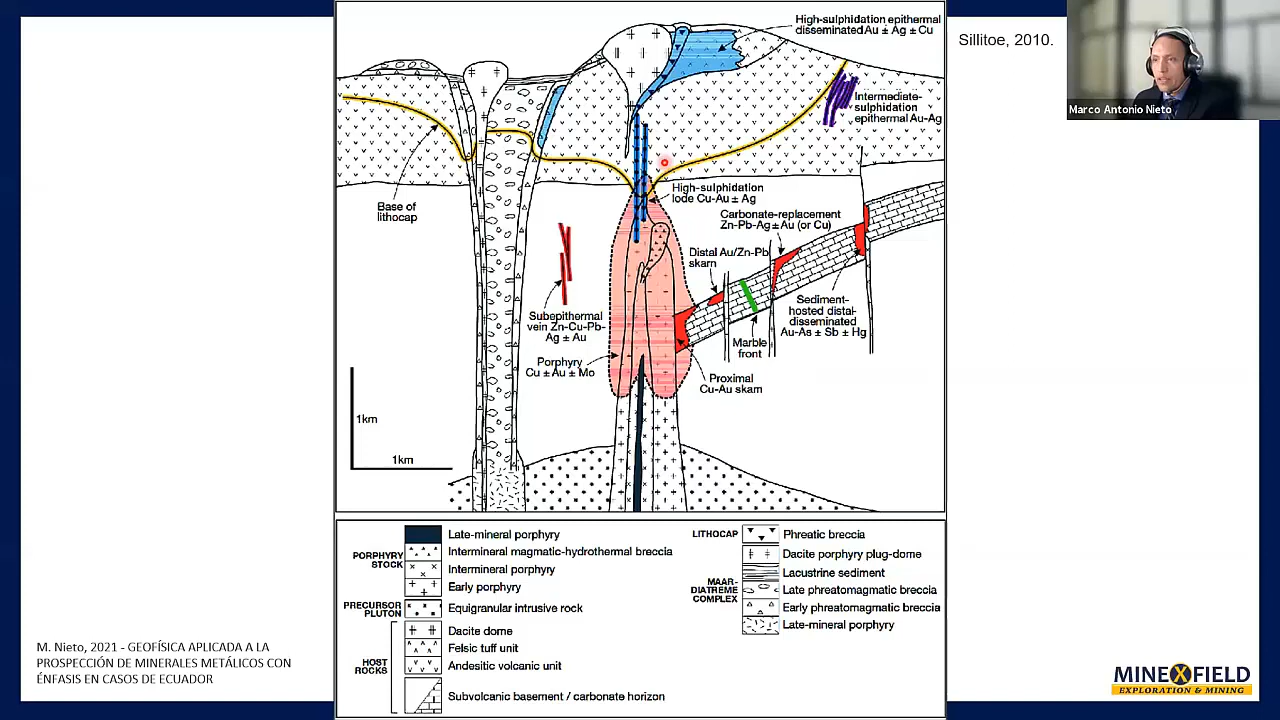 High-sulphidation epithermal
disseminated Au ± Ag ± Cu
Sillitoe, 2010.
Marco Antonio Nieto
Intermediate-
sulphidation
epithermal Au-Ag
Base of
lithocap
High-sulphidation
lode Cu-Au ± Ag
Carbonate-replacement
Zn-Pb-Ag ± Au (or Cu)
Distal Au/Zn-Pb
skarn
Subepithermal
vein Zn-Cu-Pb-
Ag ± Au
Sediment-
hosted distal-
disseminated
Au-As ± Sb ± Hg
Marble
front
Porphyry
Cu ± Au ± Mo
Proximal
Cu-Au skarn
1km
1km
PORPHYRY
STOCK
Late-mineral porphyry
Intermineral magmatic-hydrothermal breccia
Intermineral porphyry
Early porphyry
PRECURSOR
PLUTON
Equigranular intrusive rock
HOST
ROCKS
Dacite dome
Felsic tuff unit
Andesitic volcanic unit
Subvolcanic basement / carbonate horizon
LITHOCAP
Phreatic breccia
MAAR-
DIATREME
COMPLEX
Dacite porphyry plug-dome
Lacustrine sediment
Late phreatomagmatic breccia
Early phreatomagmatic breccia
Late-mineral porphyry
M. Nieto, 2021 - GEOFÍSICA APLICADA A LA
PROSPECCIÓN DE MINERALES METÁLICOS CON
ÉNFASIS EN CASOS DE ECUADOR
MINEXFIELD
EXPLORATION & MINING